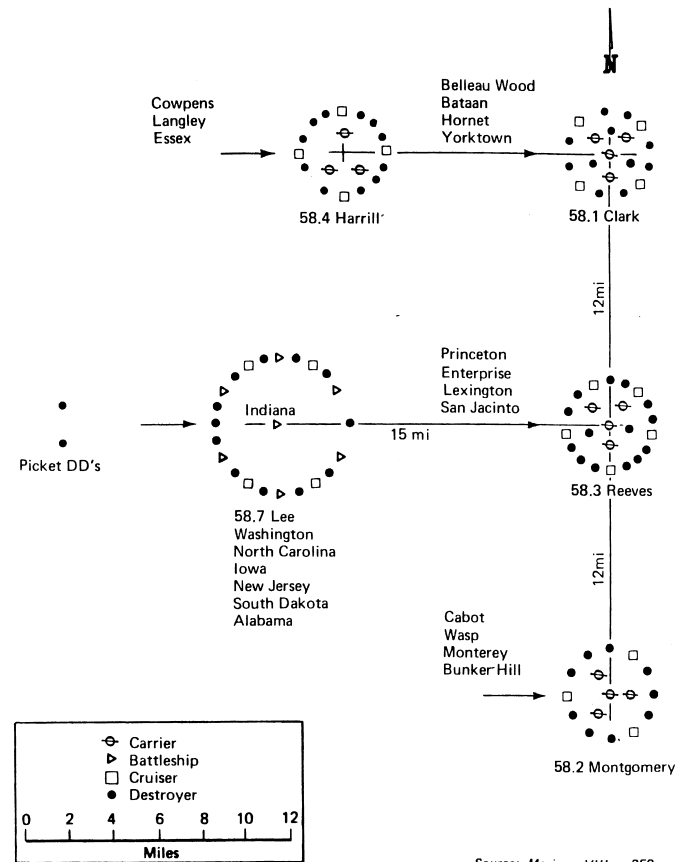 N
Cowpens
Langley
Essex
Belleau Wood
Bataan
Hornet
Yorktown
58.4 Harrill
58.1 Clark
12mi
Princeton
Enterprise
Lexington
San Jacinto
Indiana
15 mi
Picket DD's
58.3 Reeves
58.7 Lee
Washington
North Carolina
Iowa
New Jersey
South Dakota
Alabama
12mi
Cabot
Wasp
Monterey
Bunker Hill
58.2 Montgomery
Carrier
Battleship
Cruiser
Destroyer
0 2 4 6 8 10 12
Miles